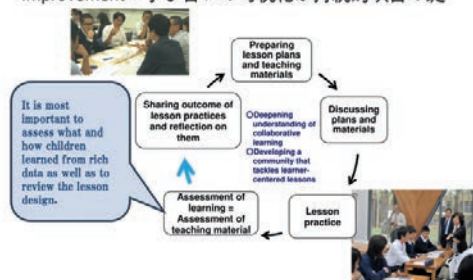 Preparing
lesson plans
and teaching
materials
Discussing
plans and
materials
Lesson
practice
Assessment of
learning =
Assessment of
teaching material
Sharing outcome of
lesson practices
and reflection on
them
○Deepening
understanding of
collaborative
learning
○Developing a
community that
tackles learner-
centered lessons
It is most
important to
assess what and
how children
learned from rich
data as well as to
review the lesson
design.